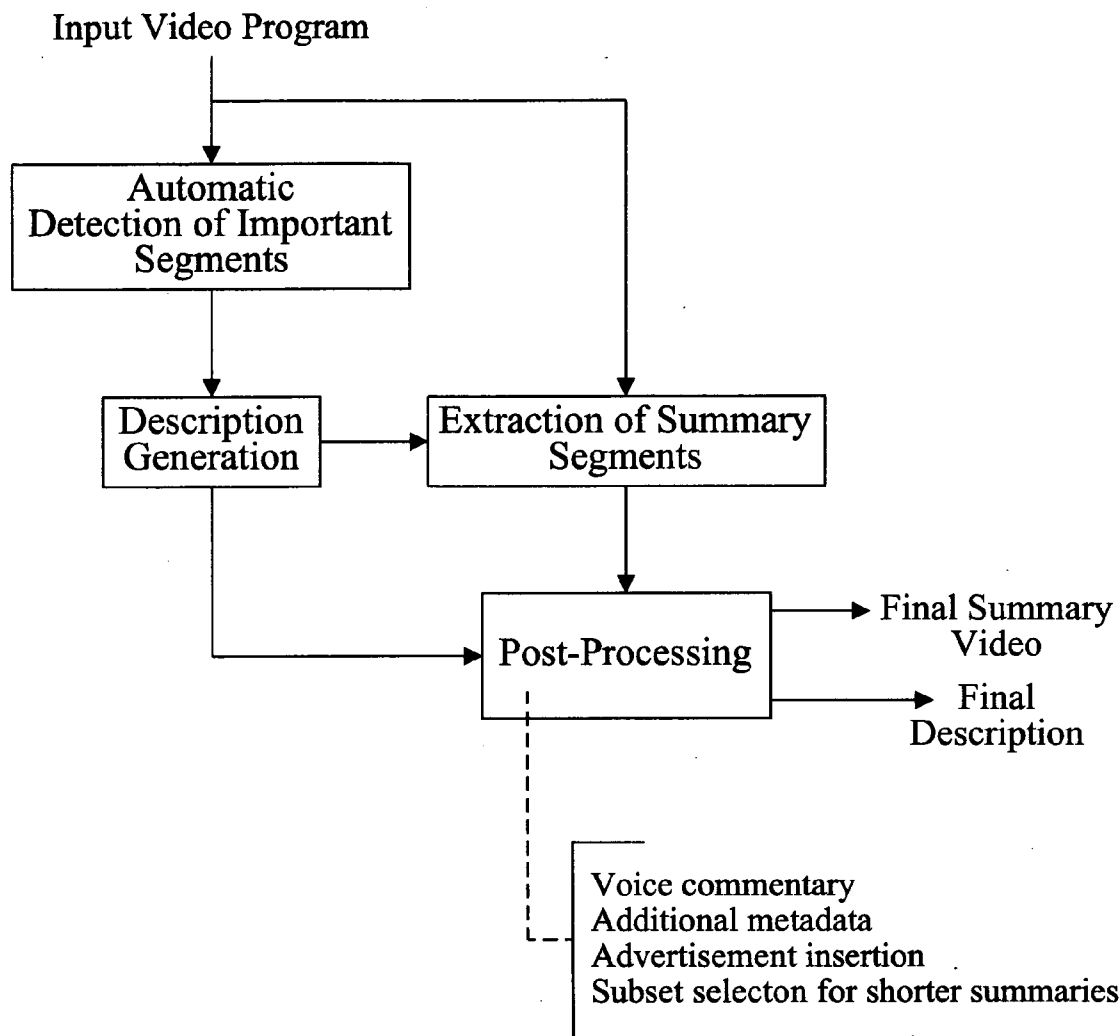 Input Video Program
Automatic
Detection of Important
Segments
Description
Generation
Extraction of Summary
Segments
Post-Processing
Final Summary
Video
Final
Description
Voice commentary
Additional metadata
Advertisement insertion
Subset selecton for shorter summaries